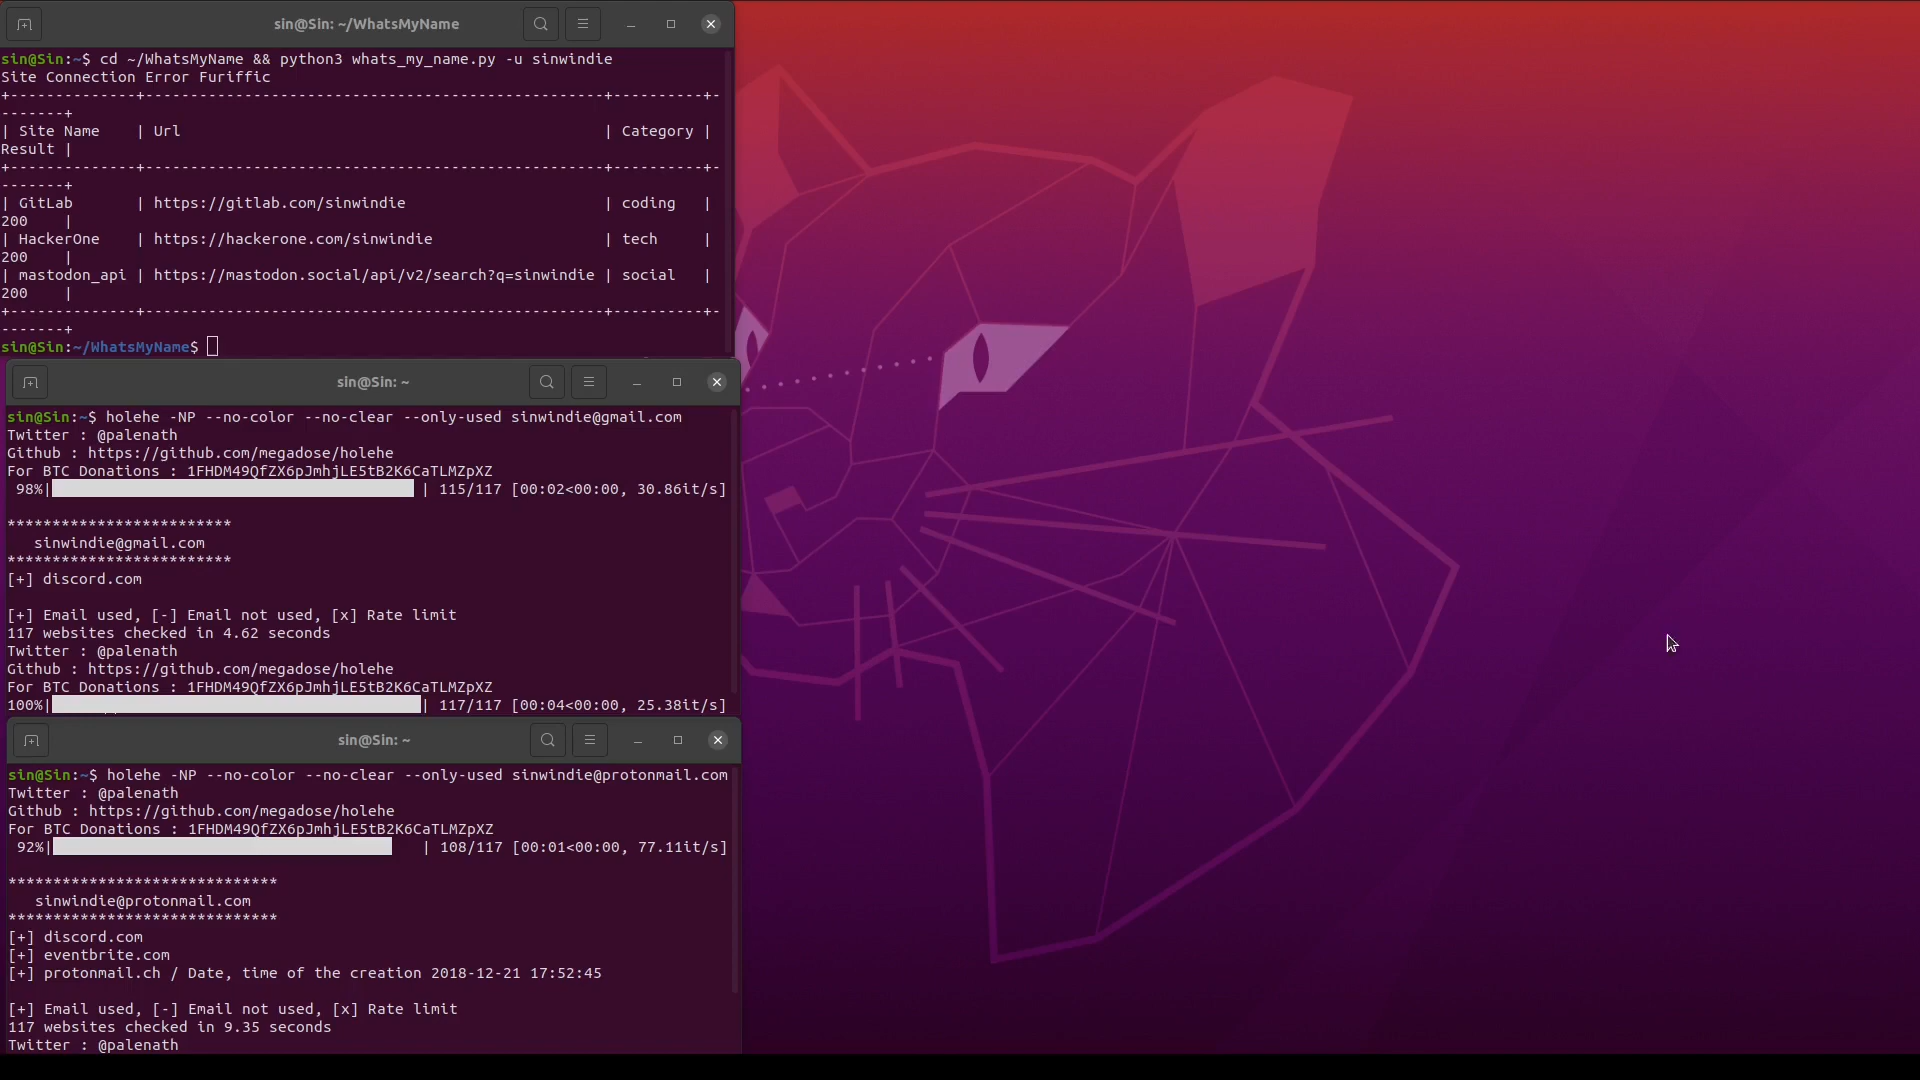 sin@Sin: ~/WhatsMyName
sin@Sin:~$ cd ~/WhatsMyName && python3 whats_my_name.py -u sinwindie
Site Connection Error Furiffic
+--------------+---------------------------------------------------+----------+-
-------+
| Site Name    | Url                                               | Category |
Result |
+--------------+---------------------------------------------------+----------+-
-------+
| GitLab       | https://gitlab.com/sinwindie                      | coding   |
200    |
| HackerOne    | https://hackerone.com/sinwindie                   | tech     |
200    |
| mastodon_api | https://mastodon.social/api/v2/search?q=sinwindie | social   |
200    |
+--------------+---------------------------------------------------+----------+-
-------+
sin@Sin:~/WhatsMyName$
sin@Sin: ~
sin@Sin:~$ holehe -NP --no-color --no-clear --only-used sinwindie@gmail.com
Twitter : @palenath
Github : https://github.com/megadose/holehe
For BTC Donations : 1FHDM49QfZX6pJmhjLE5tB2K6CaTLMZpXZ
98%| | 115/117 [00:02<00:00, 30.86it/s]
*************************
sinwindie@gmail.com
*************************
[+] discord.com
[+] Email used, [-] Email not used, [x] Rate limit
117 websites checked in 4.62 seconds
Twitter : @palenath
Github : https://github.com/megadose/holehe
For BTC Donations : 1FHDM49QfZX6pJmhjLE5tB2K6CaTLMZpXZ
100%| | 117/117 [00:04<00:00, 25.38it/s]
sin@Sin: ~
sin@Sin:~$ holehe -NP --no-color --no-clear --only-used sinwindie@protonmail.com
Twitter : @palenath
Github : https://github.com/megadose/holehe
For BTC Donations : 1FHDM49QfZX6pJmhjLE5tB2K6CaTLMZpXZ
92%| | 108/117 [00:01<00:00, 77.11it/s]
******************************
sinwindie@protonmail.com
******************************
[+] discord.com
[+] eventbrite.com
[+] protonmail.ch / Date, time of the creation 2018-12-21 17:52:45
[+] Email used, [-] Email not used, [x] Rate limit
117 websites checked in 9.35 seconds
Twitter : @palenath